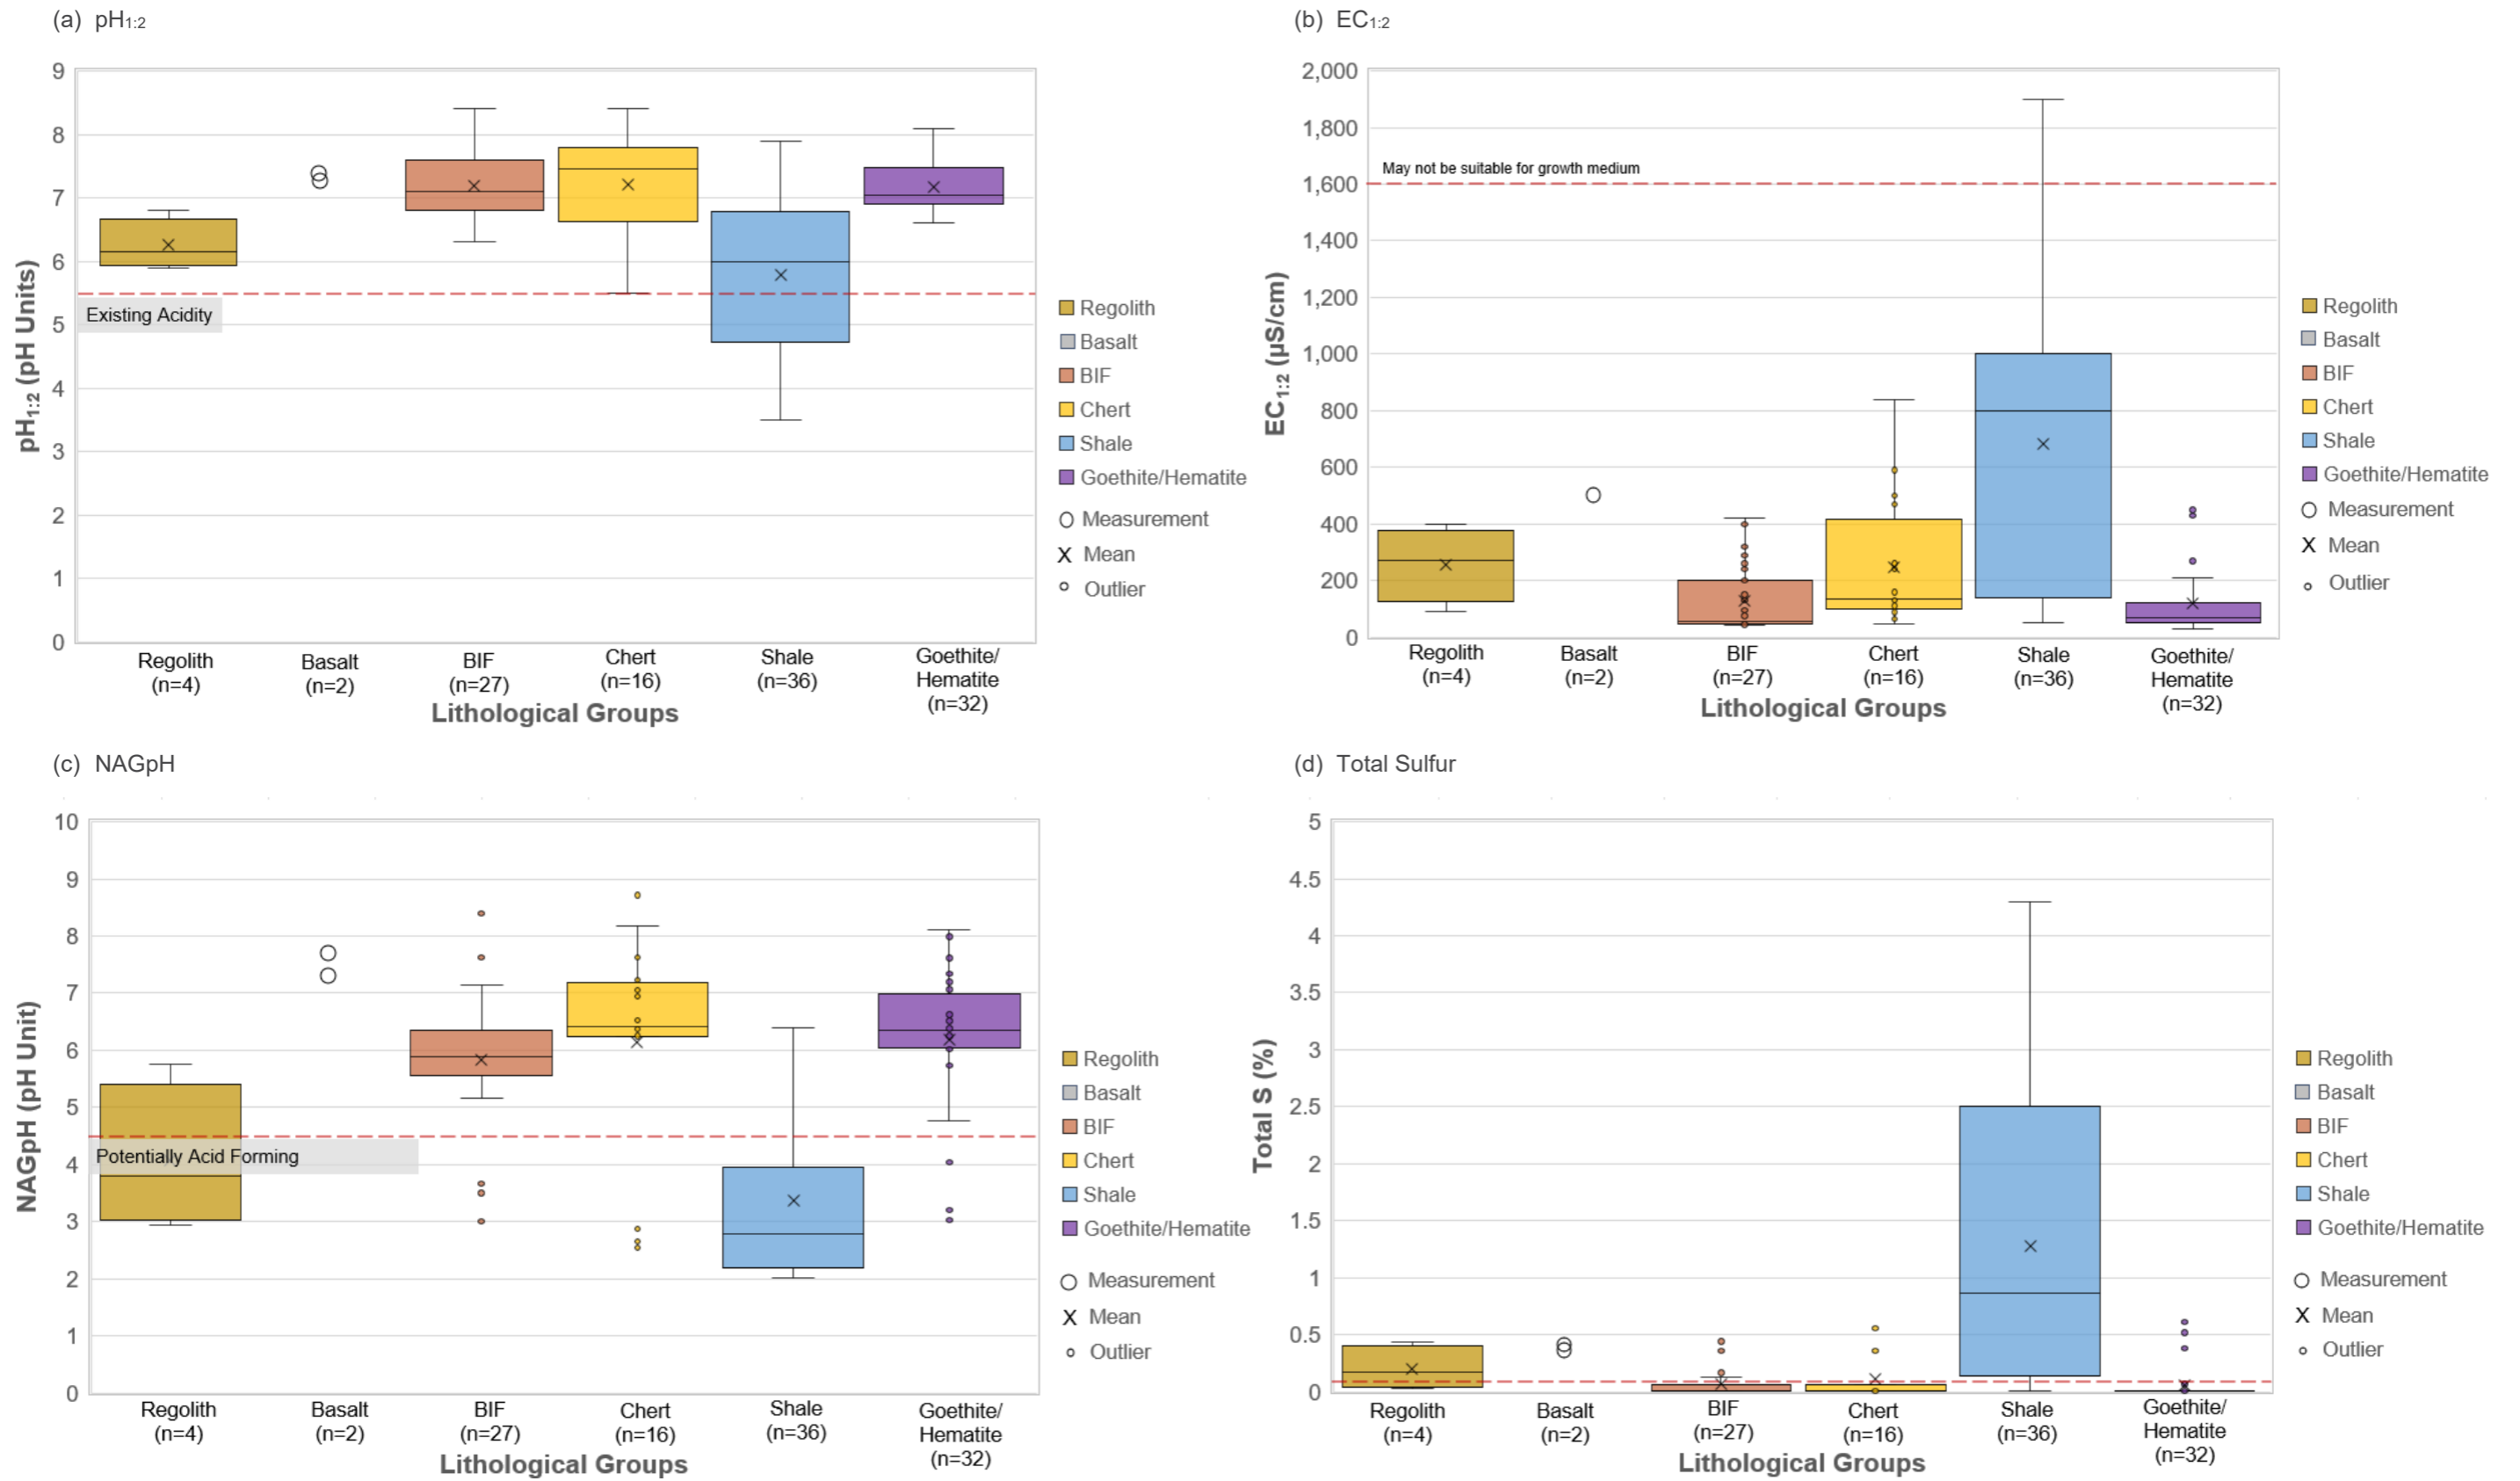 (a) pH1:2
9
8
7
6
5
4
3
2
1
0
pH1:2 (pH Units)
Existing Acidity
Regolith
(n=4)
Basalt
(n=2)
BIF
(n=27)
Chert
(n=16)
Shale
(n=36)
Goethite/
Hematite
(n=32)
Lithological Groups
Regolith
Basalt
BIF
Chert
Shale
Goethite/Hematite
Measurement
X Mean
Outlier
(b) EC1:2
2,000
1,800
1,600
1,400
1,200
1,000
800
600
400
200
0
EC1:2 (µS/cm)
May not be suitable for growth medium
Regolith
(n=4)
Basalt
(n=2)
BIF
(n=27)
Chert
(n=16)
Shale
(n=36)
Goethite/
Hematite
(n=32)
Lithological Groups
Regolith
Basalt
BIF
Chert
Shale
Goethite/Hematite
Measurement
X Mean
Outlier
(c) NAGpH
10
9
8
7
6
5
4
3
2
1
0
NAGpH (pH Unit)
Potentially Acid Forming
Regolith
(n=4)
Basalt
(n=2)
BIF
(n=27)
Chert
(n=16)
Shale
(n=36)
Goethite/
Hematite
(n=32)
Lithological Groups
Regolith
Basalt
BIF
Chert
Shale
Goethite/Hematite
Measurement
X Mean
Outlier
(d) Total Sulfur
5
4.5
4
3.5
3
2.5
2
1.5
1
0.5
0
Total S (%)
Regolith
(n=4)
Basalt
(n=2)
BIF
(n=27)
Chert
(n=16)
Shale
(n=36)
Goethite/
Hematite
(n=32)
Lithological Groups
Regolith
Basalt
BIF
Chert
Shale
Goethite/Hematite
Measurement
X Mean
Outlier